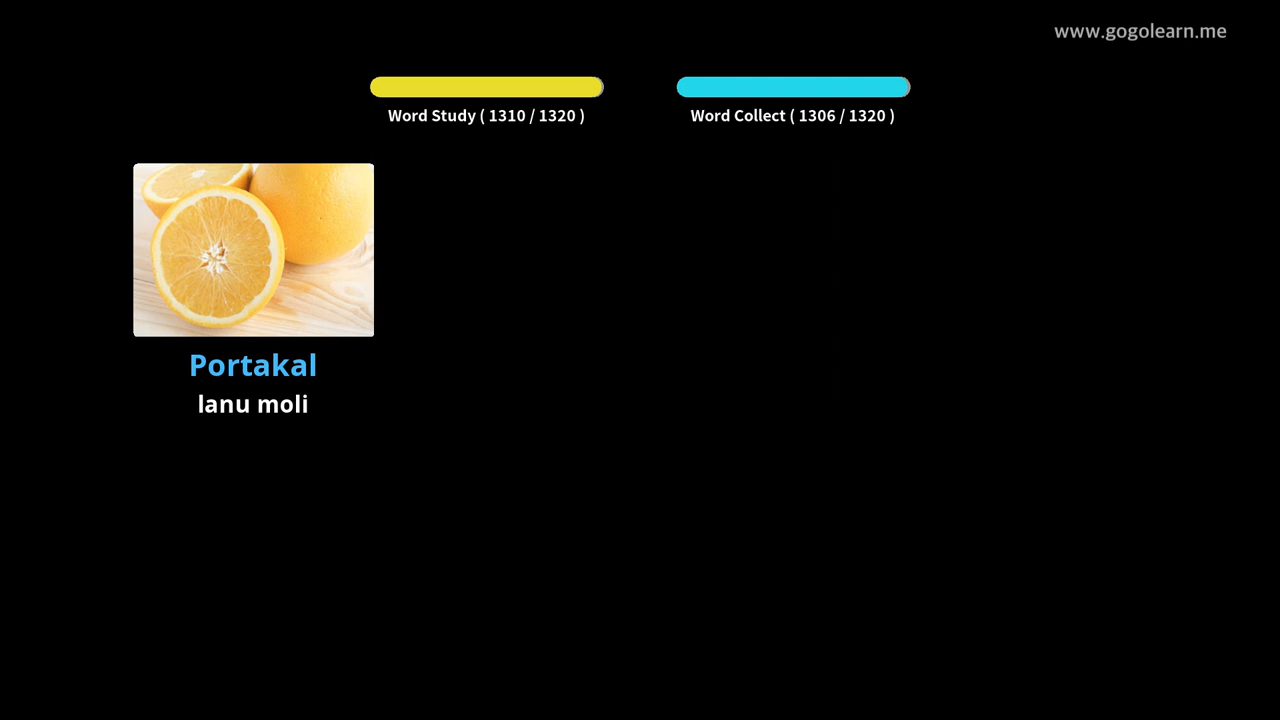 www.gogolearn.me
Word Study ( 1310 / 1320 )
Word Collect ( 1306 / 1320 )
Portakal
lanu moli